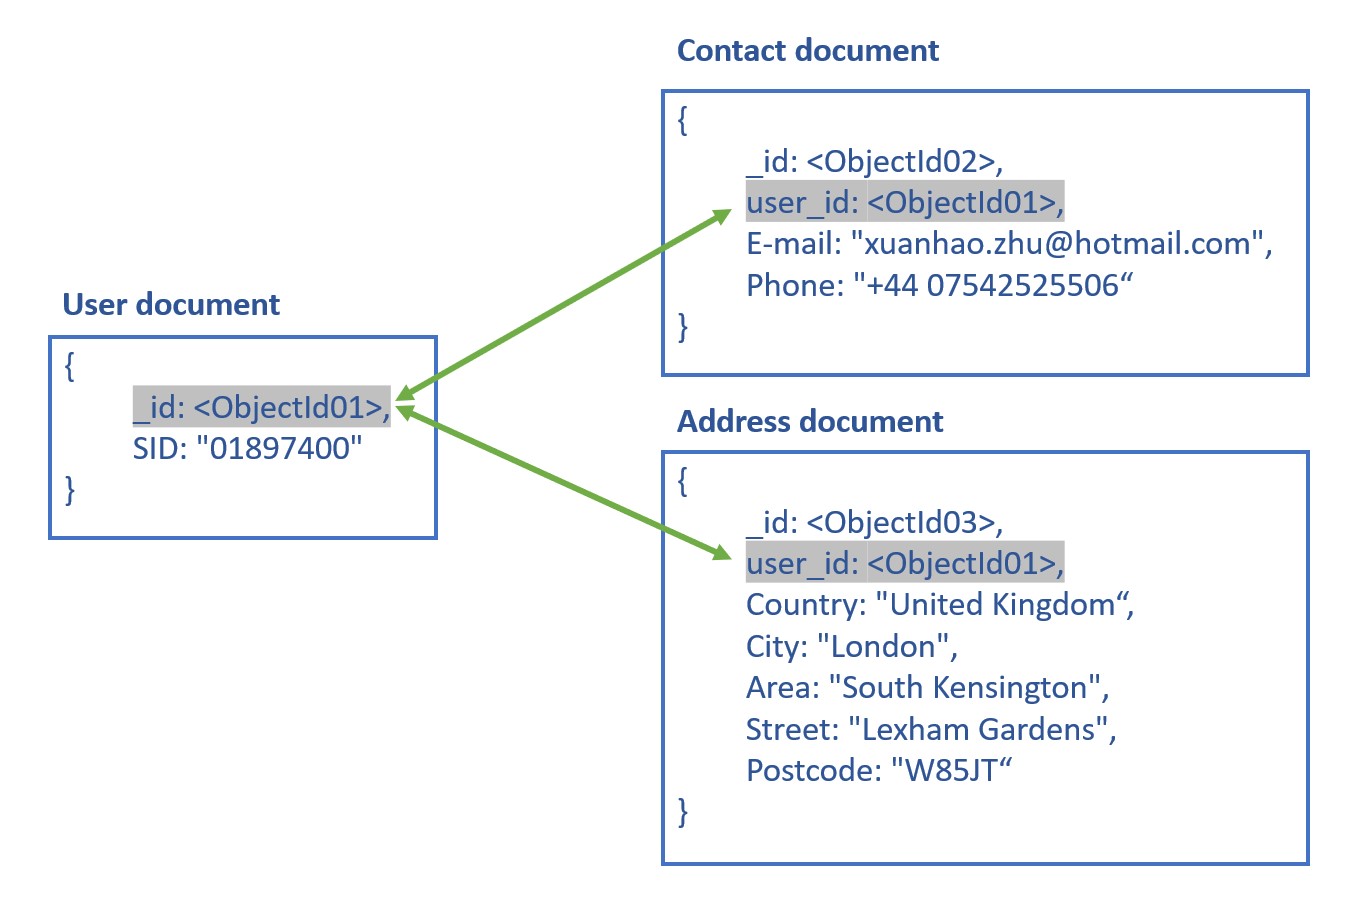 User document
{
_id: <ObjectId01>,
SID: "01897400"
}
Contact document
{
_id: <ObjectId02>,
user_id: <ObjectId01>,
E-mail: "xuanhao.zhu@hotmail.com",
Phone: "+44 07542525506“
}
Address document
{
_id: <ObjectId03>,
user_id: <ObjectId01>,
Country: "United Kingdom“,
City: "London",
Area: "South Kensington",
Street: "Lexham Gardens",
Postcode: "W85JT“
}